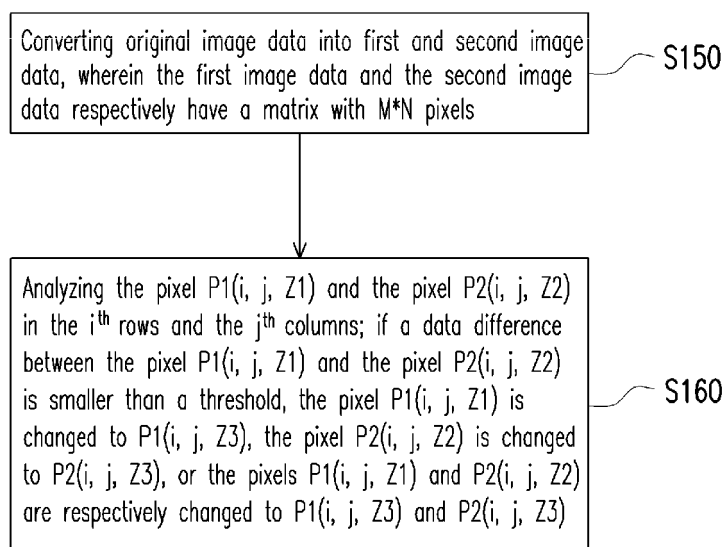 Converting original image data into first and second image
data, wherein the first image data and the second image
data respectively have a matrix with M*N pixels
S150
Analyzing the pixel P1(i, j, Z1) and the pixel P2(i, j, Z2)
in the ith rows and the jth columns; if a data difference
between the pixel P1(i, j, Z1) and the pixel P2(i, j, Z2)
is smaller than a threshold, the pixel P1(i, j, Z1) is
changed to P1(i, j, Z3), the pixel P2(i, j, Z2) is changed
to P2(i, j, Z3), or the pixels P1(i, j, Z1) and P2(i, j, Z2)
are respectively changed to P1(i, j, Z3) and P2(i, j, Z3)
S160